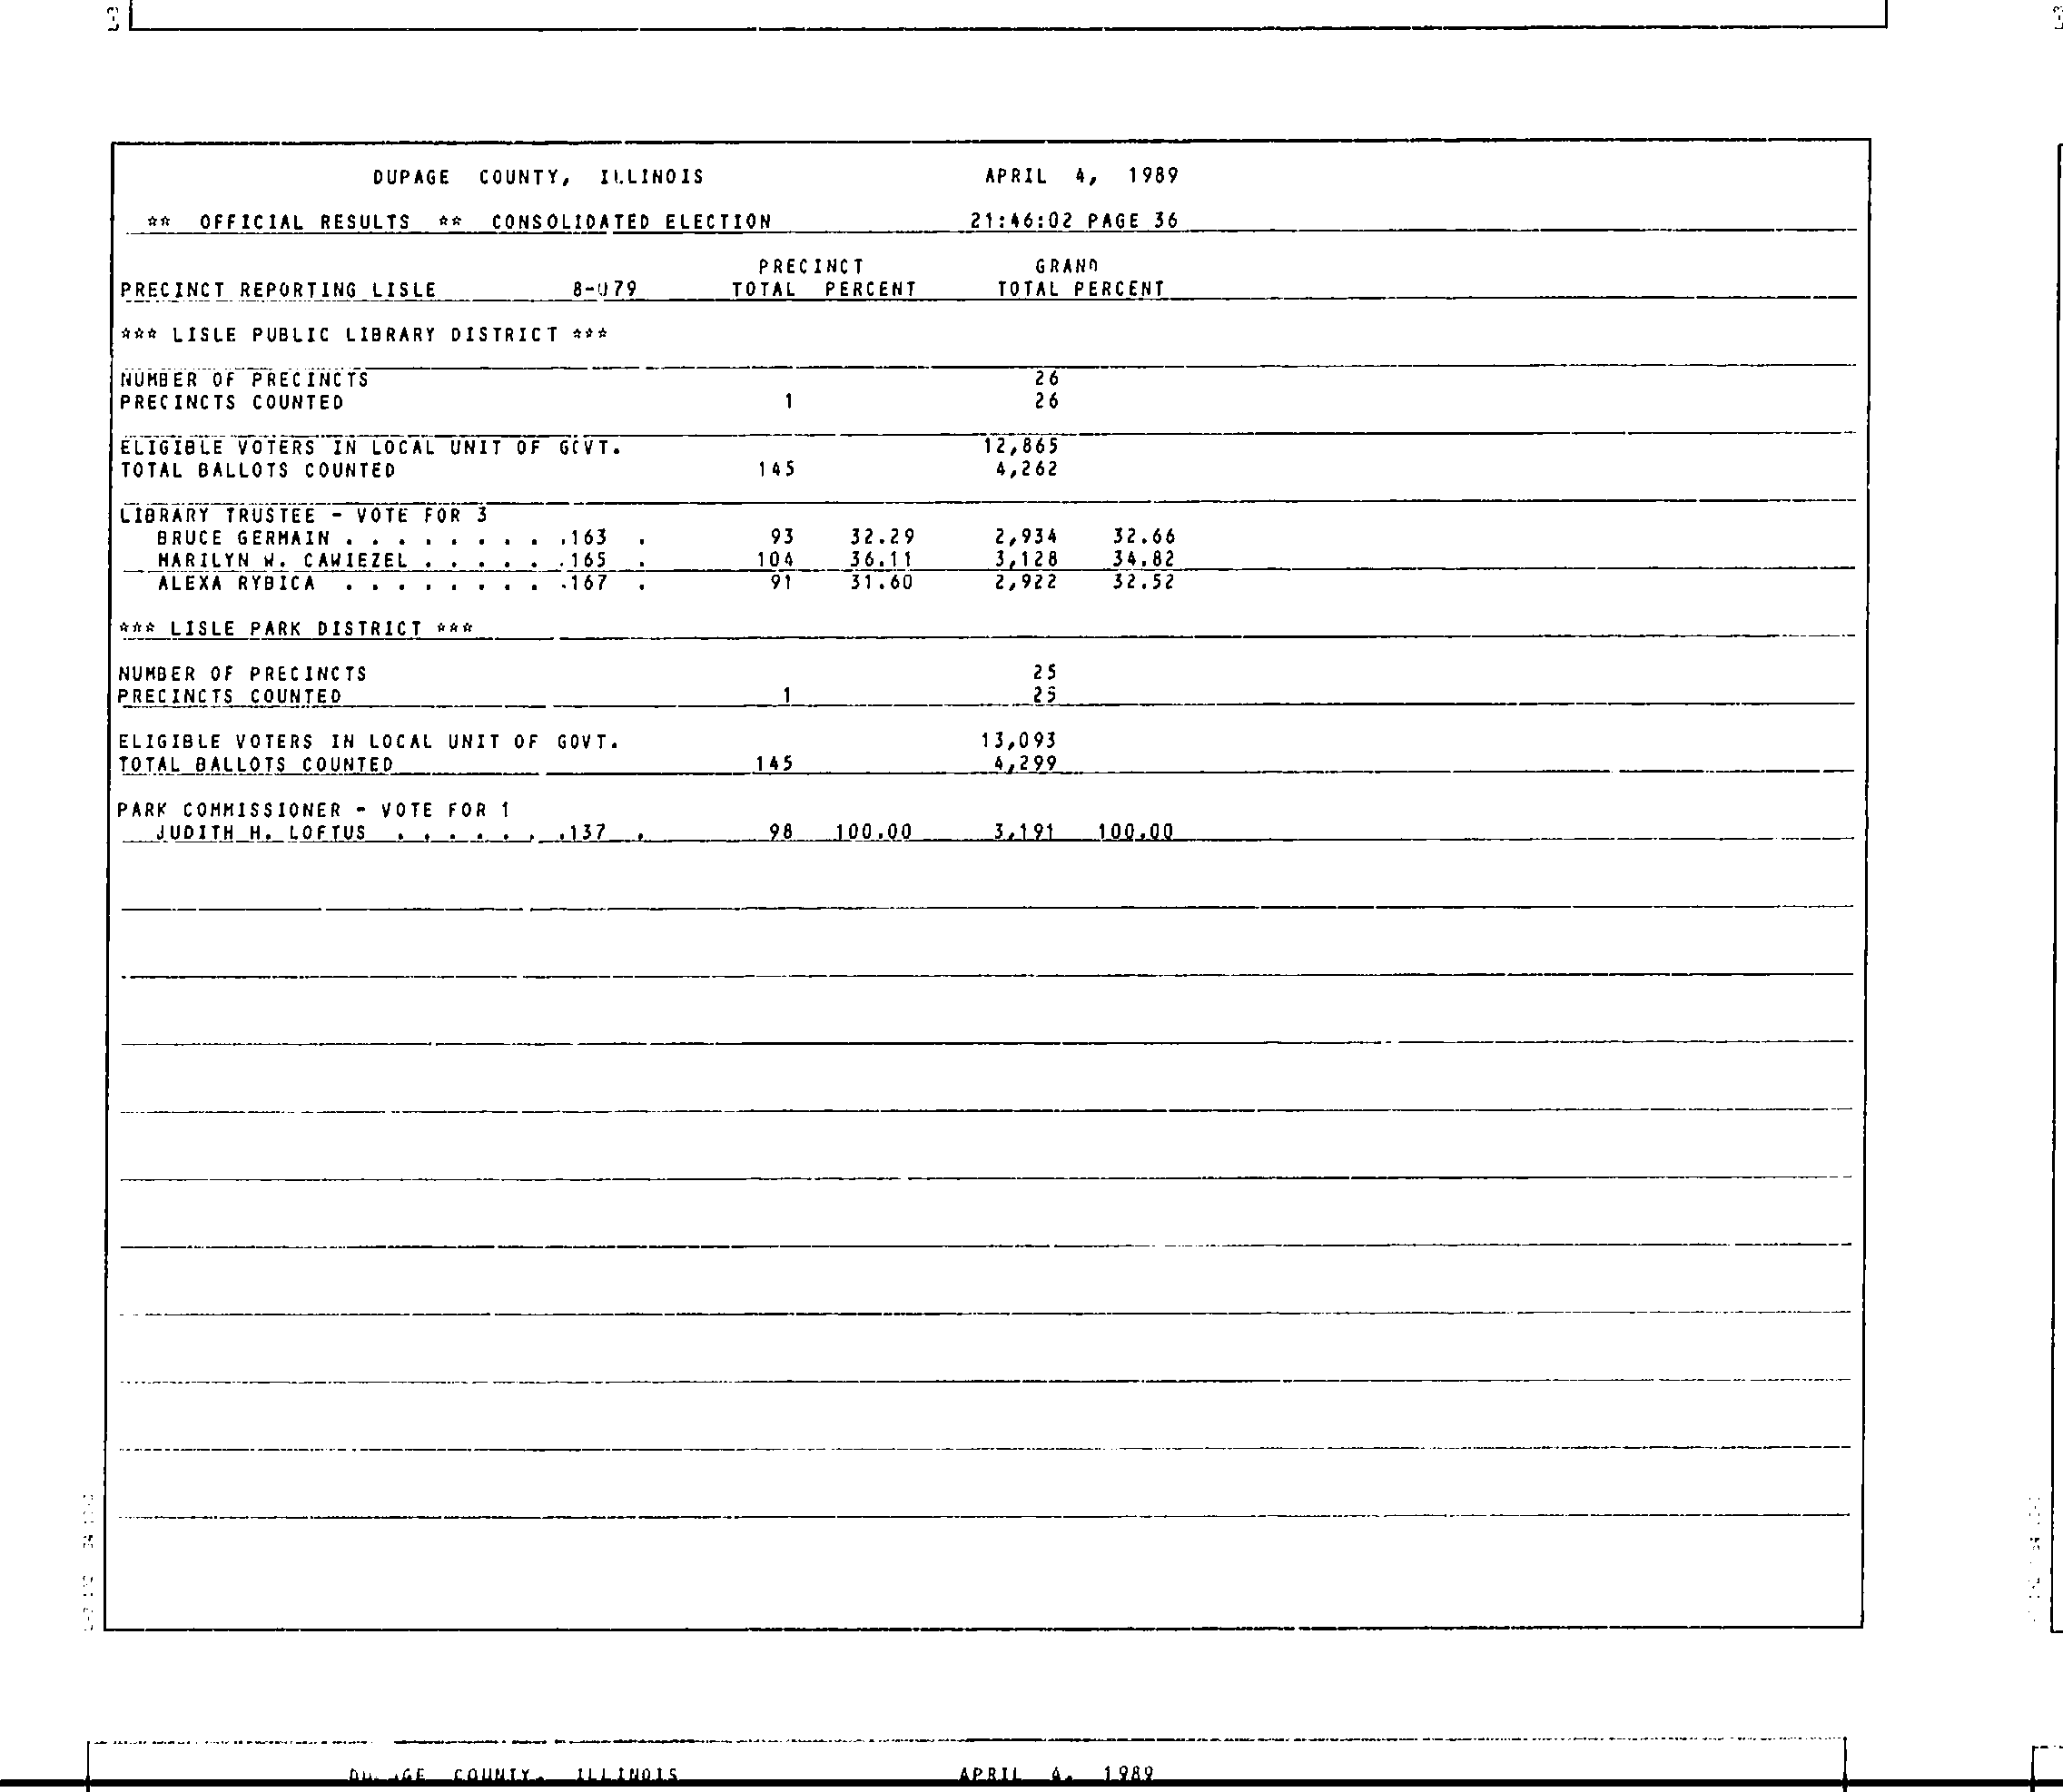 DUPAGE COUNTY, ILLINOIS APRIL 4, 1989
** OFFICIAL RESULTS ** CONSOLIDATED ELECTION 21:46:02 PAGE 36
PRECINCT GRAND
PRECINCT REPORTING LISLE 8-079 TOTAL PERCENT TOTAL PERCENT
*** LISLE PUBLIC LIBRARY DISTRICT ***
NUMBER OF PRECINCTS 26
PRECINCTS COUNTED 1 26
ELIGIBLE VOTERS IN LOCAL UNIT OF GOVT. 12,865
TOTAL BALLOTS COUNTED 145 4,262
LIBRARY TRUSTEE - VOTE FOR 3
BRUCE GERMAIN . . . . . . . . .163 . 93 32.29 2,934 32.66
MARILYN W. CAWIEZEL . . . . . .165 . 104 36.11 3,128 34.82
ALEXA RYBICA . . . . . . . . .167 . 91 31.60 2,922 32.52
*** LISLE PARK DISTRICT ***
NUMBER OF PRECINCTS 25
PRECINCTS COUNTED 1 25
ELIGIBLE VOTERS IN LOCAL UNIT OF GOVT. 13,093
TOTAL BALLOTS COUNTED 145 4,299
PARK COMMISSIONER - VOTE FOR 1
JUDITH H. LOFTUS . . . . . . .137 . 98 100.00 3,191 100.00
COUNTY, ILLINOIS APRIL 4, 1989